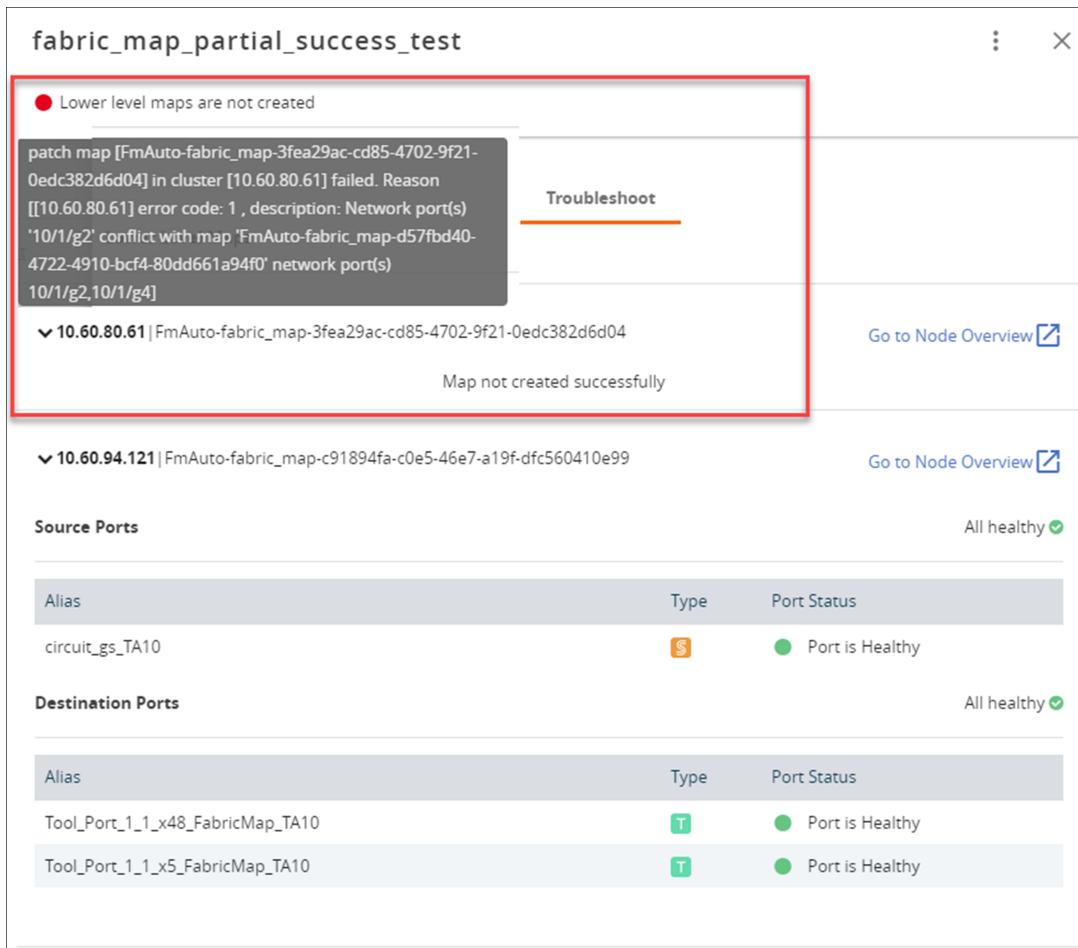 fabric_map_partial_success_test
Lower level maps are not created
patch map [FmAuto-fabric_map-3fea29ac-cd85-4702-9f21-
0edc382d6d04] in cluster [10.60.80.61] failed. Reason
[[10.60.80.61] error code: 1 , description: Network port(s)
'10/1/g2' conflict with map 'FmAuto-fabric_map-d57fbd40-
4722-4910-bcf4-80dd661a94f0' network port(s)
10/1/g2,10/1/g4]
Troubleshoot
10.60.80.61|FmAuto-fabric_map-3fea29ac-cd85-4702-9f21-0edc382d6d04
Go to Node Overview
Map not created successfully
10.60.94.121|FmAuto-fabric_map-c91894fa-c0e5-46e7-a19f-dfc560410e99
Go to Node Overview
Source Ports
All healthy
Alias Type Port Status
circuit_gs_TA10 S Port is Healthy
Destination Ports
All healthy
Alias Type Port Status
Tool_Port_1_1_x48_FabricMap_TA10 T Port is Healthy
Tool_Port_1_1_x5_FabricMap_TA10 T Port is Healthy